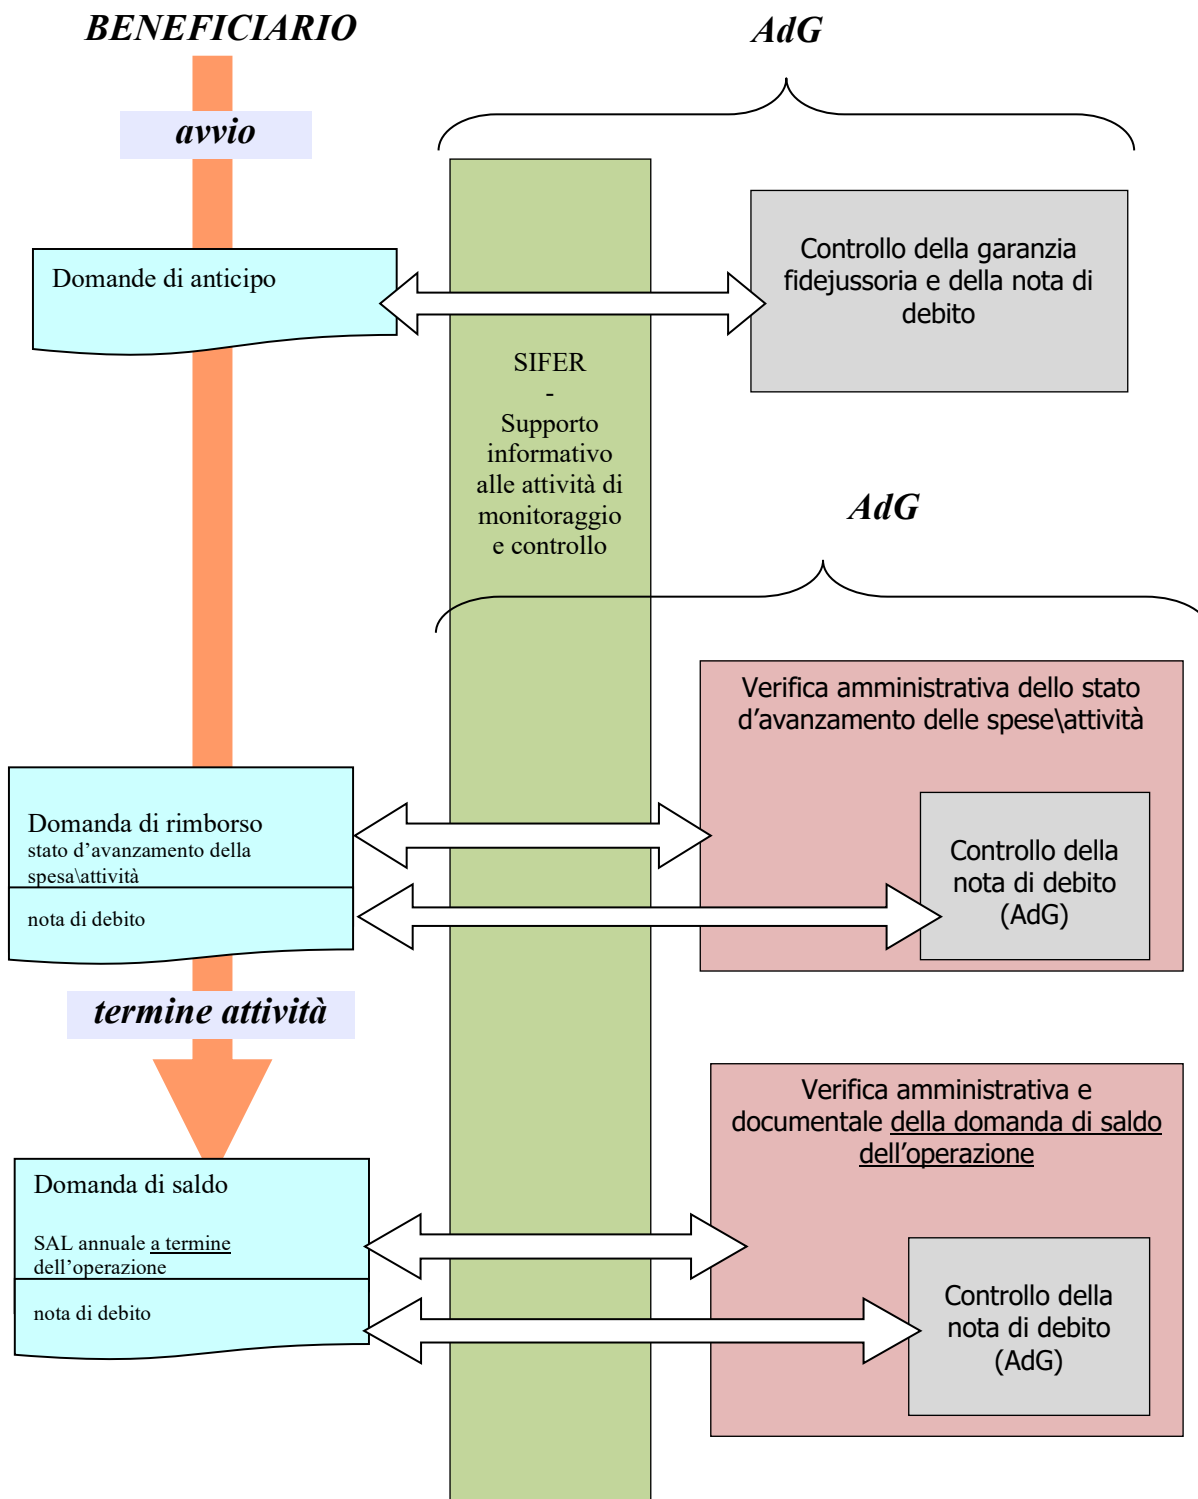 BENEFICIARIO
AdG
avvio
Domande di anticipo
Controllo della garanzia
fidejussoria e della nota di
debito
SIFER
-
Supporto
informativo
alle attività di
monitoraggio
e controllo
AdG
Verifica amministrativa dello stato
d’avanzamento delle spese\attività
Domanda di rimborso
stato d’avanzamento della
spesa\attività
nota di debito
Controllo della
nota di debito
(AdG)
termine attività
Verifica amministrativa e
documentale della domanda di saldo
dell’operazione
Domanda di saldo
SAL annuale a termine
dell’operazione
nota di debito
Controllo della
nota di debito
(AdG)